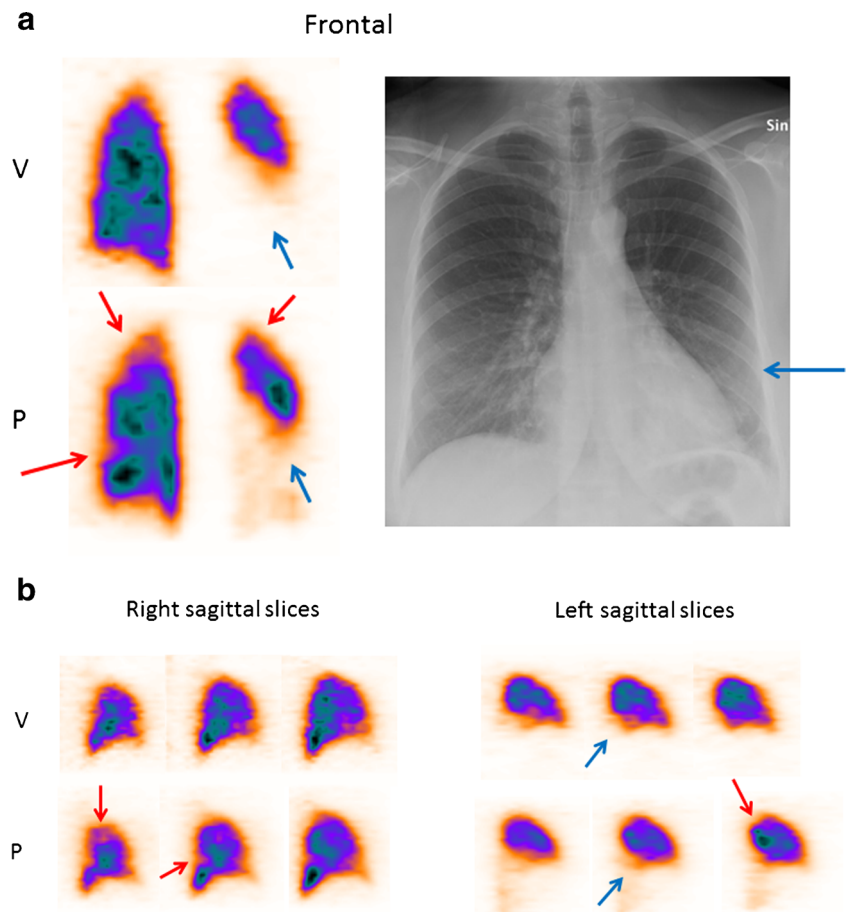 a
Frontal
V
Sin
P
b
Right sagittal slices
Left sagittal slices
V
P